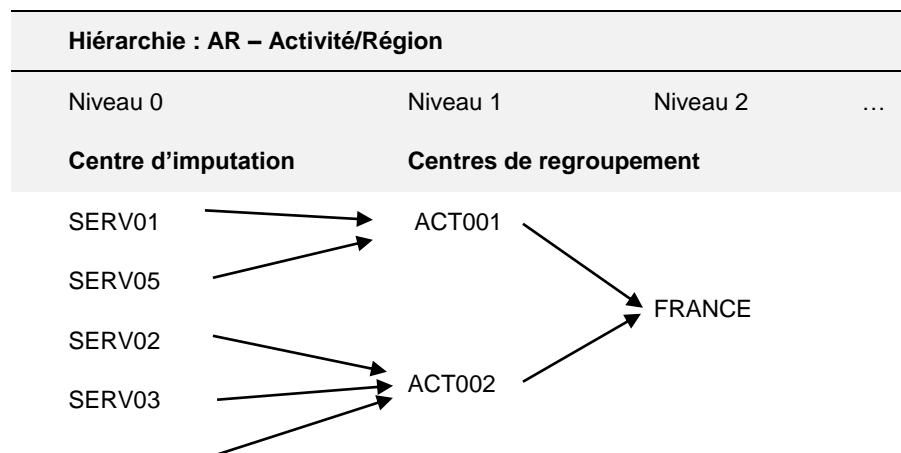 Hiérarchie : AR – Activité/Région
Niveau 0 Niveau 1 Niveau 2 …
Centre d'imputation Centres de regroupement
SERV01 ACT001
SERV05
FRANCE
SERV02
ACT002
SERV03